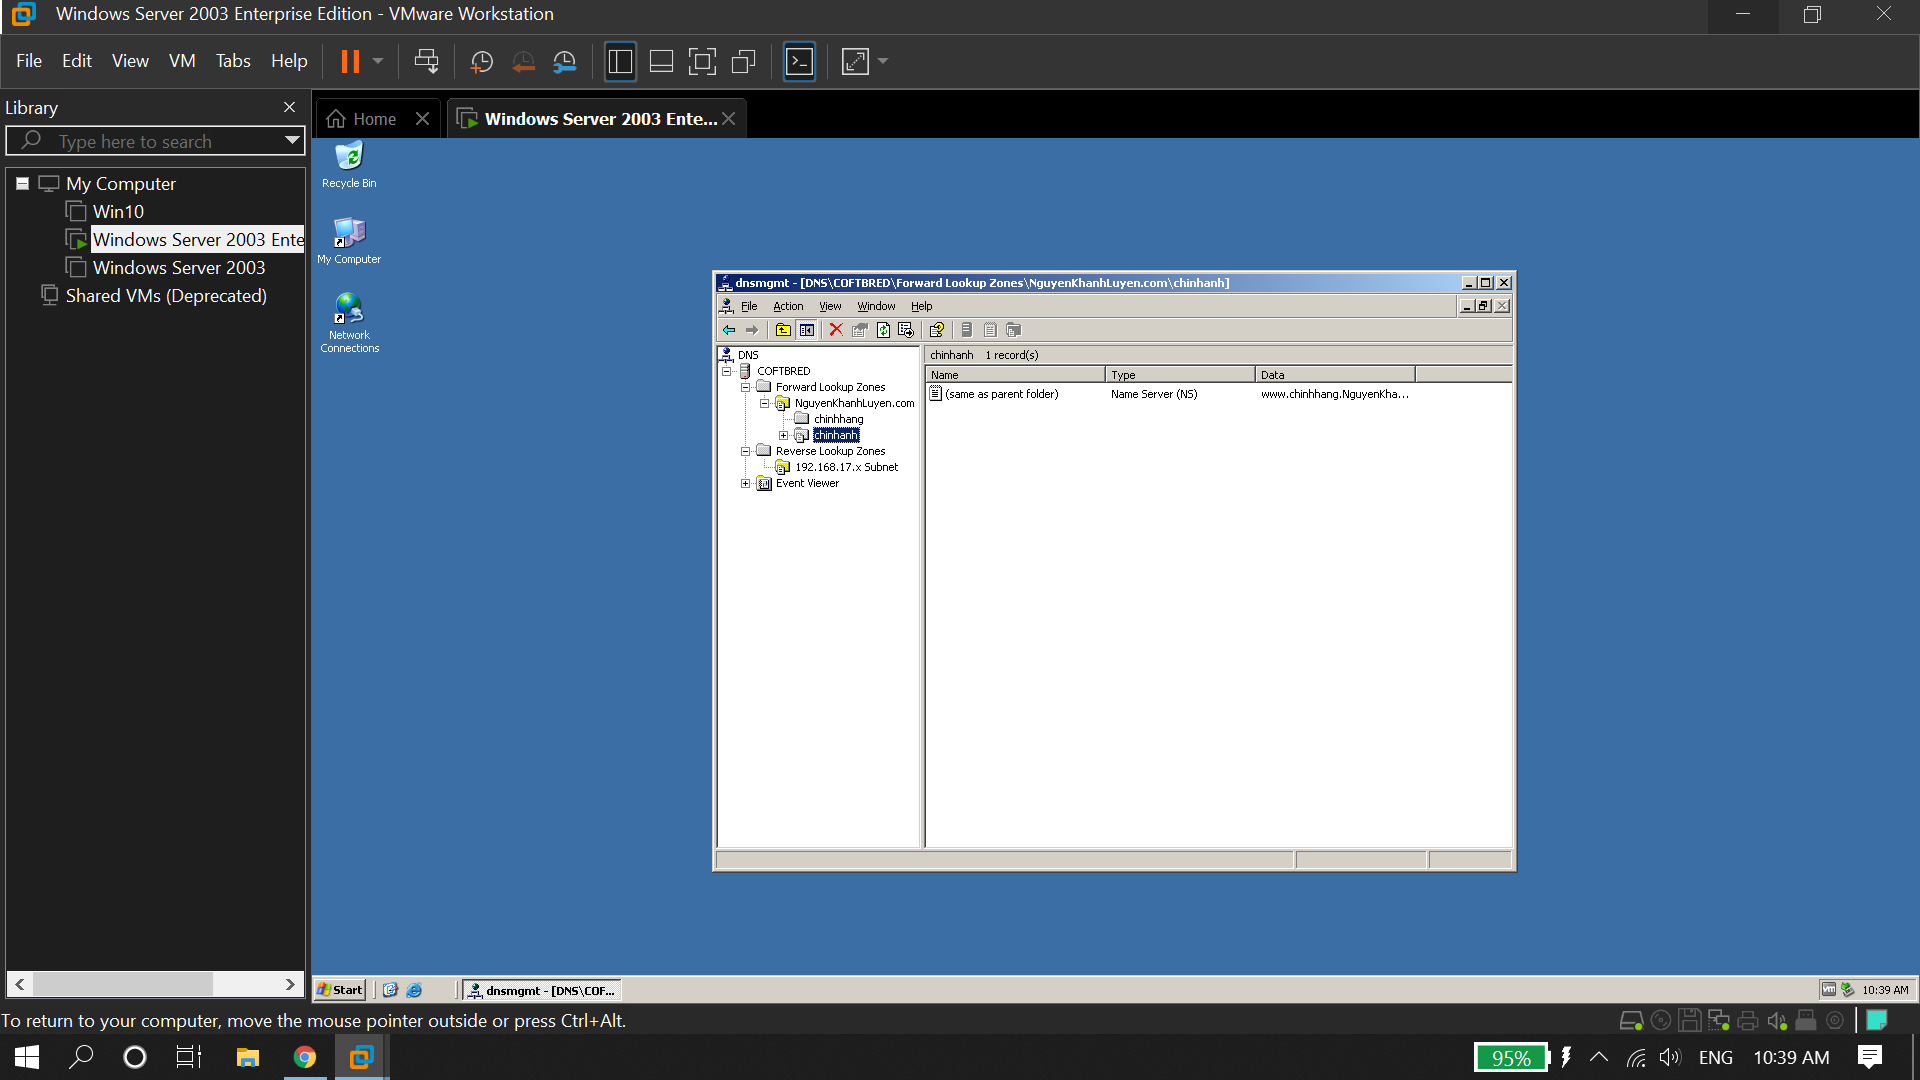 Windows Server 2003 Enterprise Edition - VMware Workstation
File Edit View VM Tabs Help
Library
Type here to search
My Computer
Win10
Windows Server 2003 Ente
Windows Server 2003
Shared VMs (Deprecated)
Home
Windows Server 2003 Ente...
Recycle Bin
My Computer
Network
Connections
dnsmgmt - [DNS\COFTBRED\Forward Lookup Zones\NguyenKhanhLuyen.com\chinhanh]
File Action View Window Help
DNS
COFTBRED
Forward Lookup Zones
NguyenKhanhLuyen.com
chinhhang
chinhanh
Reverse Lookup Zones
192.168.17.x Subnet
Event Viewer
chinhanh 1 record(s)
Name Type Data
(same as parent folder) Name Server (NS) www.chinhhang.NguyenKha...
Start
dnsmgmt - [DNS\COF...
vm
10:39 AM
To return to your computer, move the mouse pointer outside or press Ctrl+Alt.
95%
ENG
10:39 AM